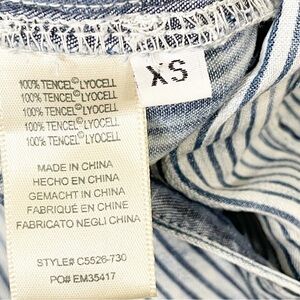 100% TENCEL© LYOCELL
100% TENCEL© LYOCELL
100% TENCEL© LYOCELL
100% TENCEL© LYOCELL
100% TENCEL© LYOCELL
MADE IN CHINA
HECHO EN CHINA
GEMACHT IN CHINA
FABRIQUÉ EN CHINE
FABRICATO NEGLI CHINA
STYLE# C5526-730
PO# EM35417
XS